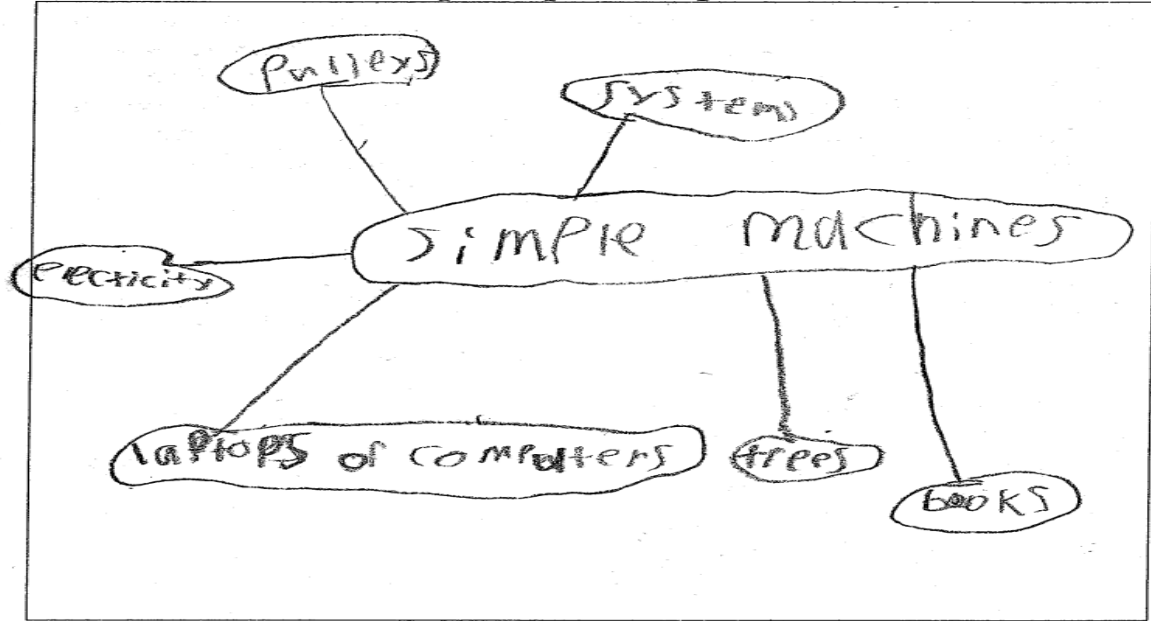 Pulleys
systems
simple machines
electicity
laptops of computers
trees
books